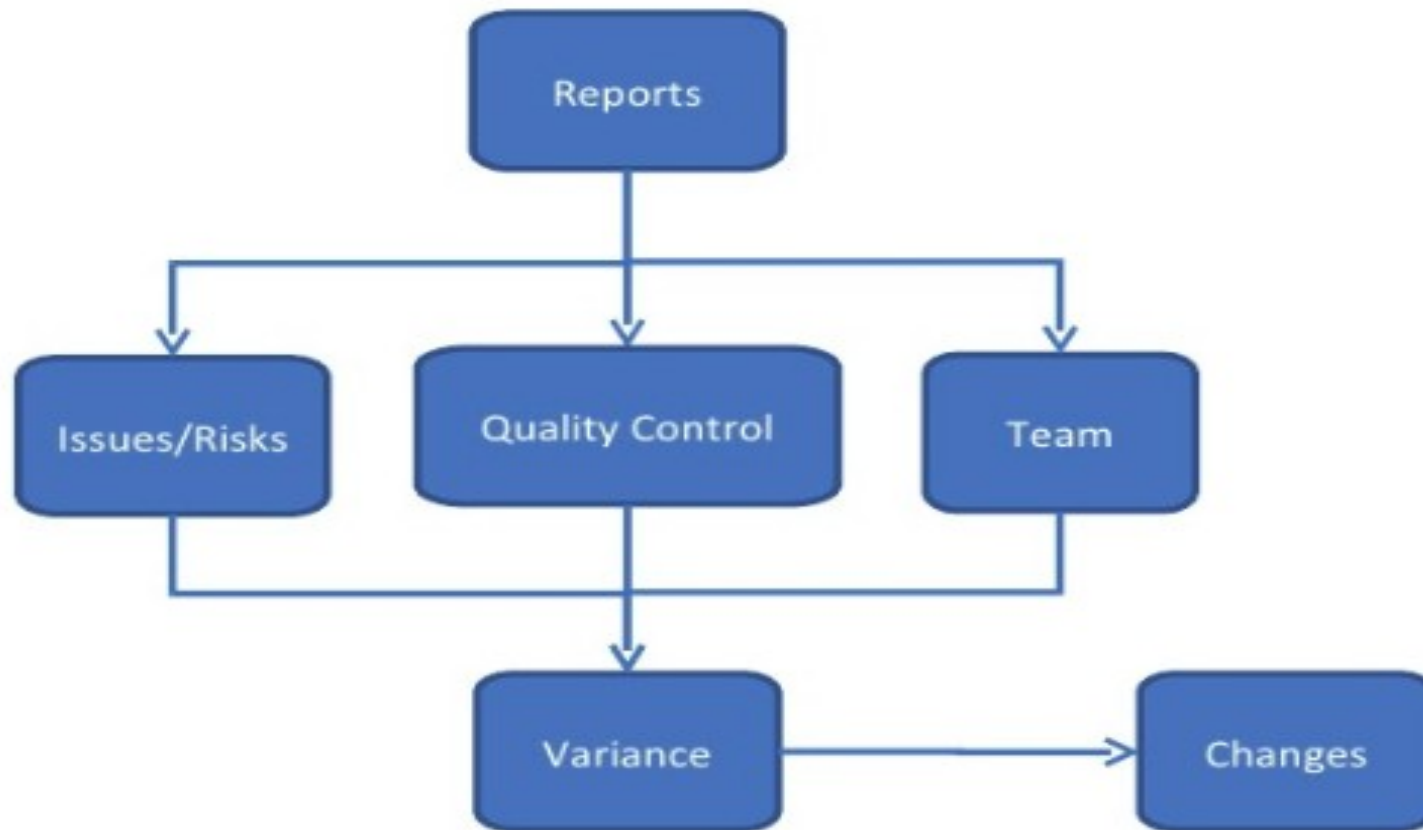 Reports
Issues/Risks
Quality Control
Team
Variance
Changes